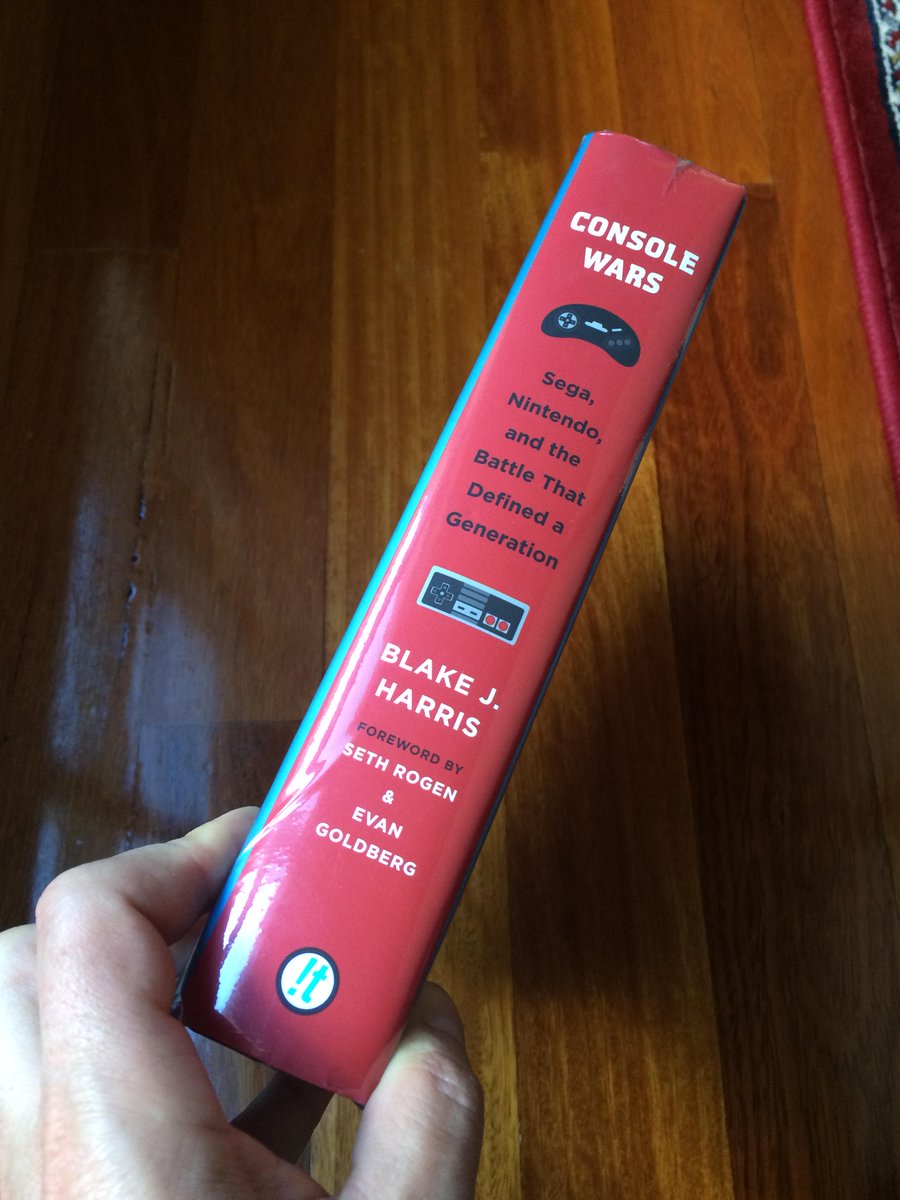 CONSOLE
WARS
Sega,
Nintendo,
and the
Battle That
Defined a
Generation
BLAKE J.
HARRIS
FOREWORD BY
SETH ROGEN
&
EVAN
GOLDBERG
!t